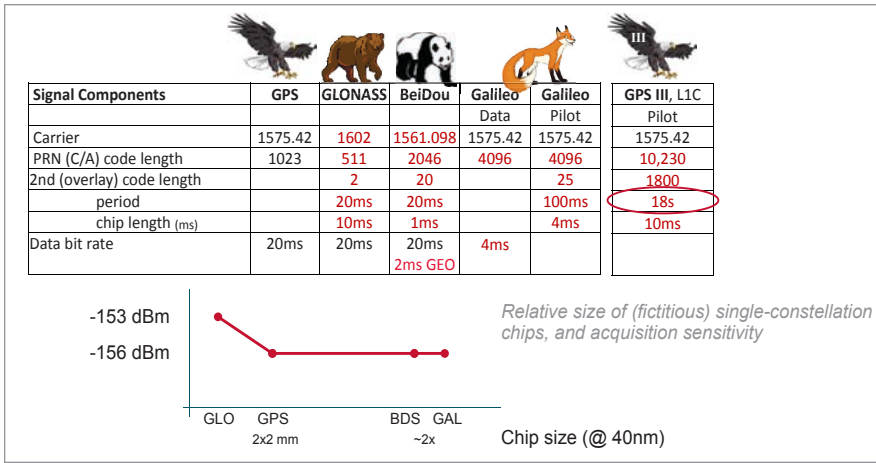 III
Signal Components GPS GLONASS BeiDou Galileo Galileo GPS III, L1C
Data Pilot Pilot
Carrier 1575.42 1602 1561.098 1575.42 1575.42 1575.42
PRN (C/A) code length 1023 511 2046 4096 4096 10,230
2nd (overlay) code length 2 20 25 1800
period 20ms 20ms 100ms 18s
chip length (ms) 10ms 1ms 4ms 10ms
Data bit rate 20ms 20ms 20ms 4ms
2ms GEO
-153 dBm
-156 dBm
Relative size of (fictitious) single-constellation
chips, and acquisition sensitivity
GLO GPS BDS GAL
2x2 mm ~2x
Chip size (@ 40nm)